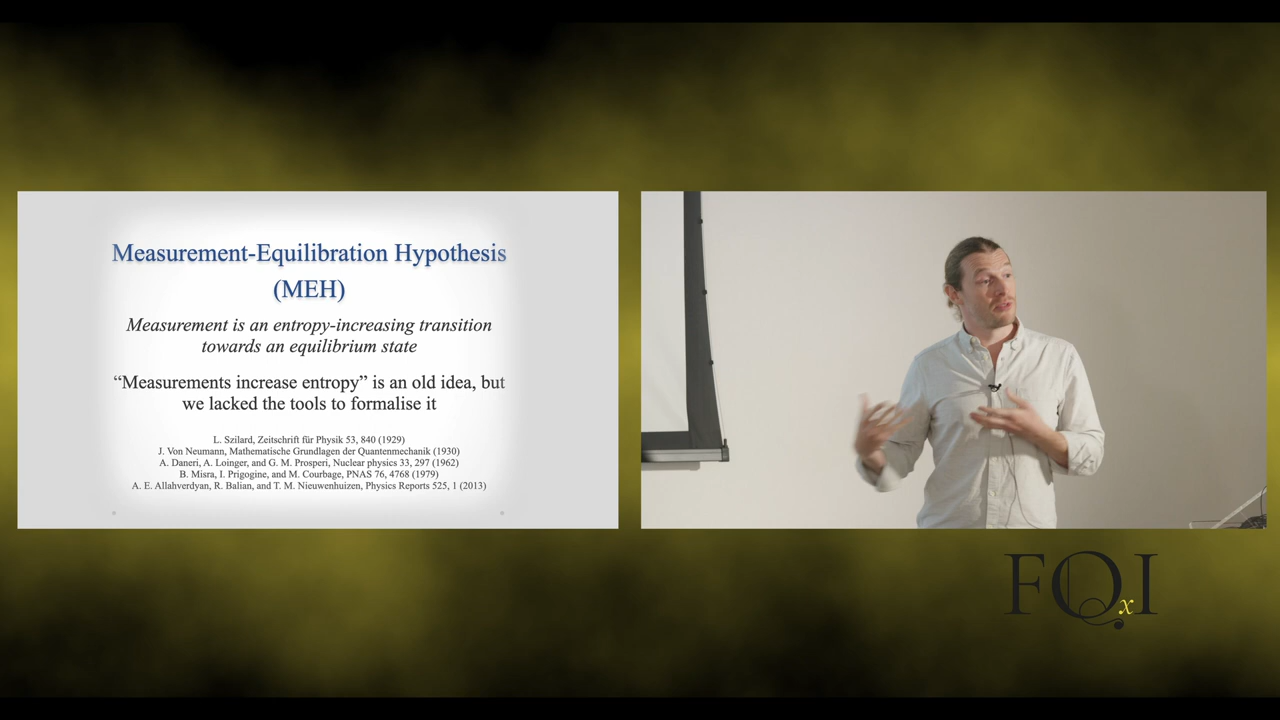 Measurement-Equilibration Hypothesis
(MEH)
Measurement is an entropy-increasing transition
towards an equilibrium state
“Measurements increase entropy” is an old idea, but
we lacked the tools to formalise it
L. Szilard, Zeitschrift für Physik 53, 840 (1929)
J. Von Neumann, Mathematische Grundlagen der Quantenmechanik (1930)
A. Daneri, A. Loinger, and G. M. Prosperi, Nuclear physics 33, 297 (1962)
B. Misra, I. Prigogine, and M. Courbage, PNAS 76, 4768 (1979)
A. E. Allahverdyan, R. Balian, and T. M. Nieuwenhuizen, Physics Reports 525, 1 (2013)
FQxI